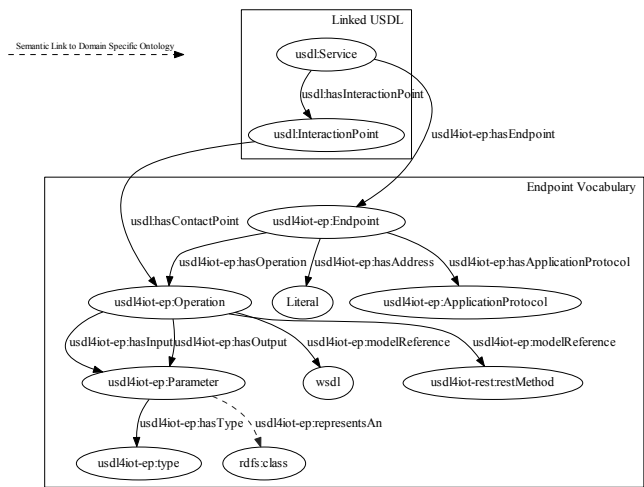 Linked USDL
Semantic Link to Domain Specific Ontology
usdl:Service
usdl:hasInteractionPoint
usdl:InteractionPoint
usdl4iot-ep:hasEndpoint
Endpoint Vocabulary
usdl:hasContactPoint
usdl4iot-ep:Endpoint
usdl4iot-ep:hasOperation
usdl4iot-ep:hasAddress
usdl4iot-ep:hasApplicationProtocol
usdl4iot-ep:Operation
Literal
usdl4iot-ep:ApplicationProtocol
usdl4iot-ep:hasInput
usdl4iot-ep:hasOutput
usdl4iot-ep:modelReference
usdl4iot-ep:modelReference
usdl4iot-ep:Parameter
wsdl
usdl4iot-rest:restMethod
usdl4iot-ep:hasType
usdl4iot-ep:representsAn
usdl4iot-ep:type
rdfs:class